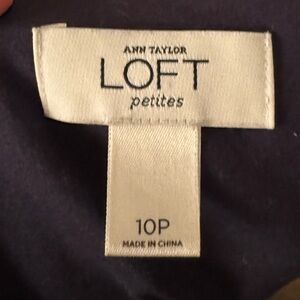 ANN TAYLOR
LOFT
petites
10P
MADE IN CHINA